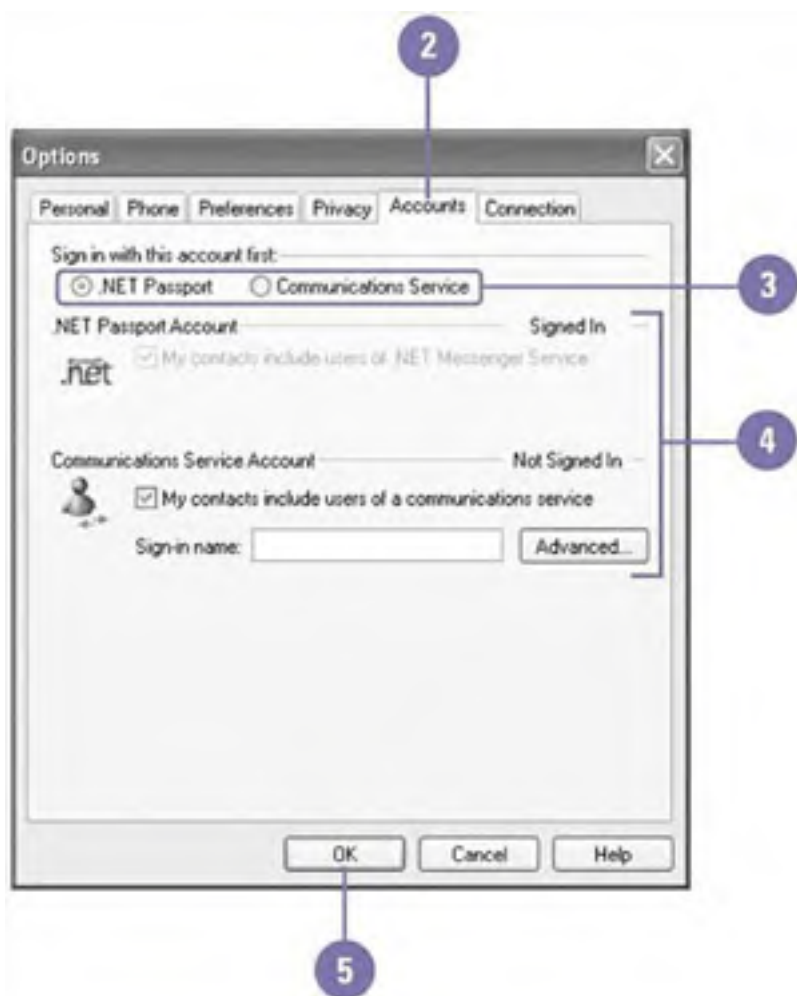 2
Options
Personal Phone Preferences Privacy Accounts Connection
Sign in with this account first:
.NET Passport Communications Service
3
.NET Passport Account Signed In
.net My contacts include users of .NET Messenger Service
4
Communications Service Account Not Signed In
My contacts include users of a communications service
Sign-in name: Advanced...
OK Cancel Help
5